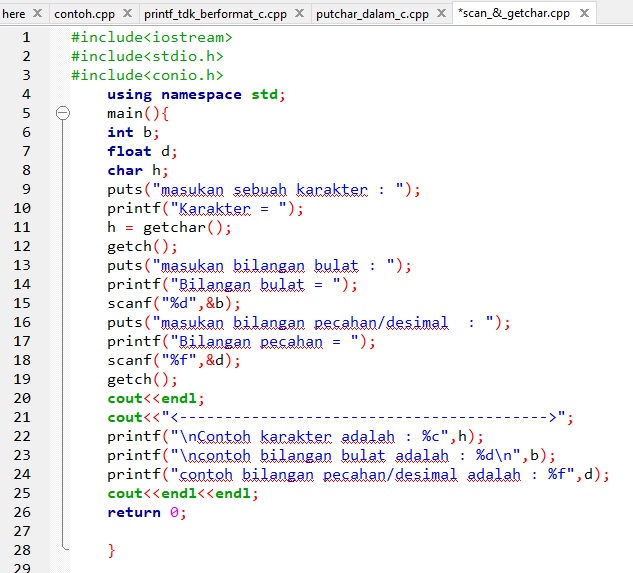 here contoh.cpp printf_tdk_berformat_c.cpp putchar_dalam_c.cpp *scan_&_getchar.cpp
1 #include<iostream>
2 #include<stdio.h>
3 #include<conio.h>
4 using namespace std;
5 main(){
6 int b;
7 float d;
8 char h;
9 puts("masukan sebuah karakter : ");
10 printf("Karakter = ");
11 h = getchar();
12 getch();
13 puts("masukan bilangan bulat : ");
14 printf("Bilangan bulat = ");
15 scanf("%d",&b);
16 puts("masukan bilangan pecahan/desimal  : ");
17 printf("Bilangan pecahan = ");
18 scanf("%f",&d);
19 getch();
20 cout<<endl;
21 cout<<"<---------------------------------------->";
22 printf("\nContoh karakter adalah : %c",h);
23 printf("\ncontoh bilangan bulat adalah : %d\n",b);
24 printf("contoh bilangan pecahan/desimal adalah : %f",d);
25 cout<<endl<<endl;
26 return 0;
27
28 }
29